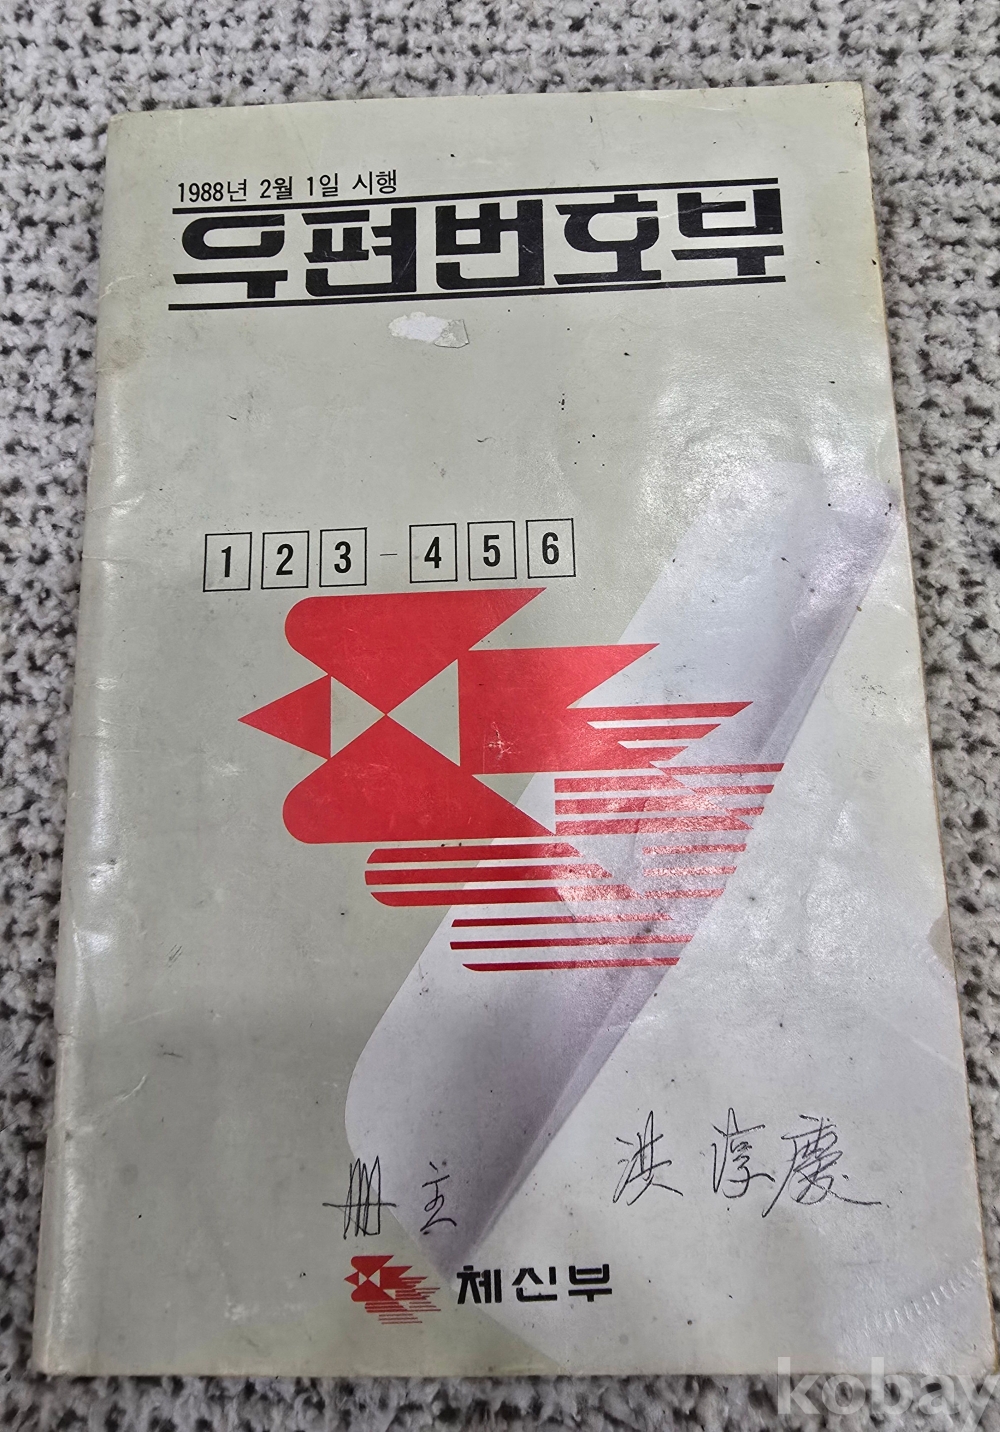 1988년 2월 1일 시행
우편번호부
123-456
冊主 洪淳慶
체신부
kobay